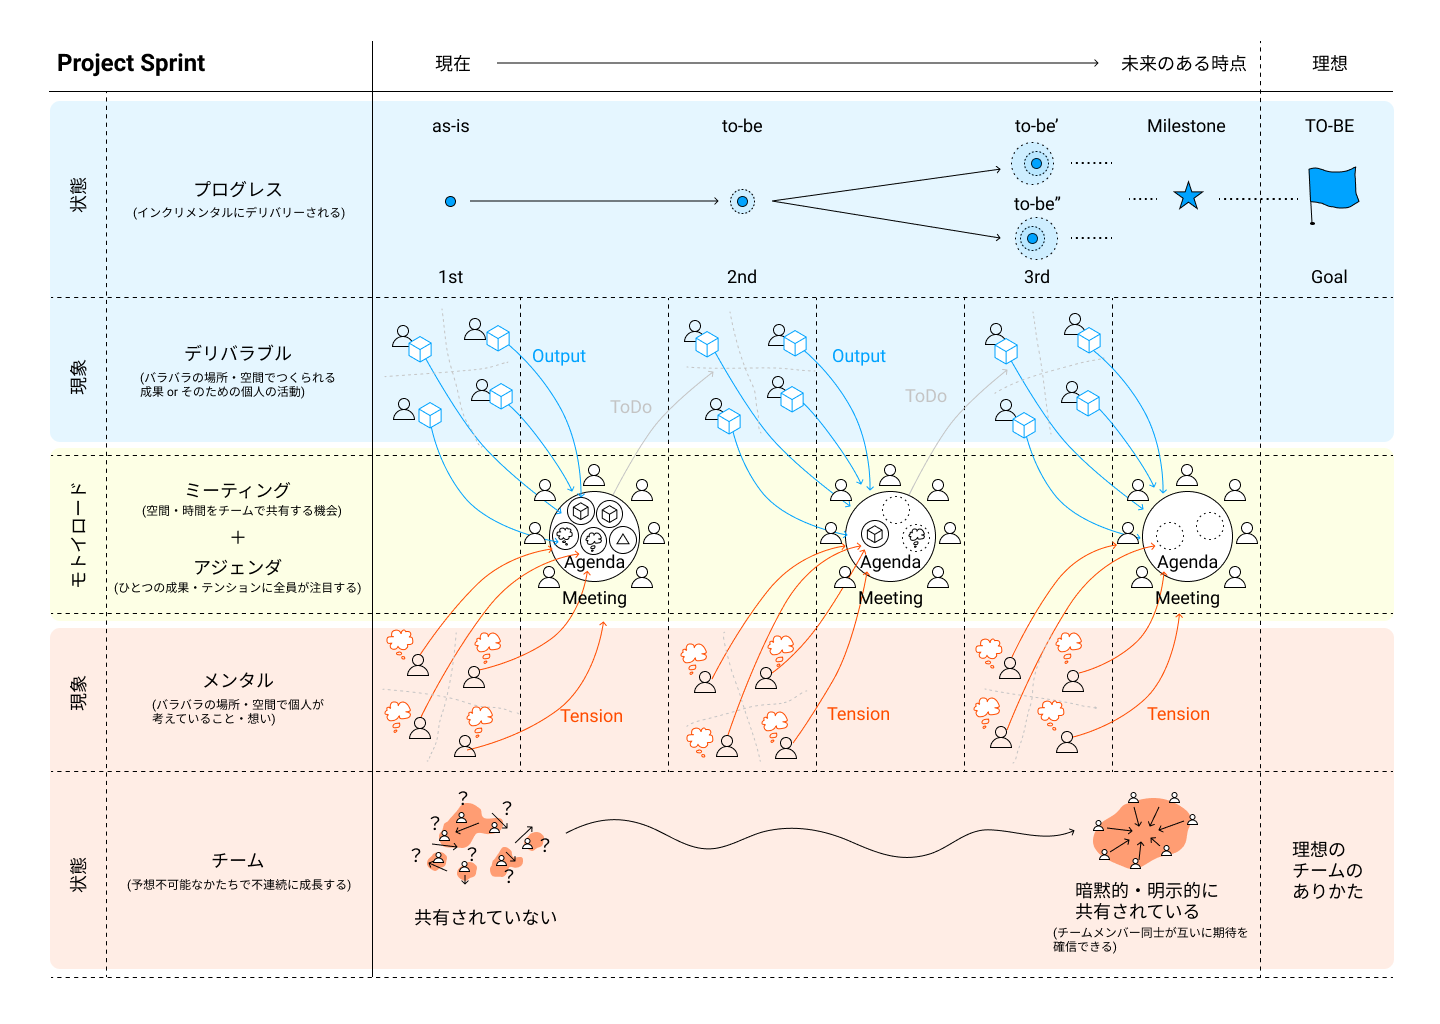 Project Sprint
現在
未来のある時点
理想
状態
プログレス
(インクリメンタルにデリバリーされる)
as-is
to-be
to-be’
to-be”
Milestone
TO-BE
1st
2nd
3rd
Goal
現象
デリバラブル
(バラバラの場所・空間でつくられる
成果 or そのための個人の活動)
Output
Output
ToDo
ToDo
モトイロード
ミーティング
(空間・時間をチームで共有する機会)
＋
アジェンダ
(ひとつの成果・テンションに全員が注目する)
Agenda
Meeting
Agenda
Meeting
Agenda
Meeting
現象
メンタル
(バラバラの場所・空間で個人が
考えていること・想い)
Tension
Tension
Tension
状態
チーム
(予想不可能なかたちで不連続に成長する)
?
?
?
?
?
?
?
共有されていない
暗黙的・明示的に
共有されている
(チームメンバー同士が互いに期待を
確信できる)
理想の
チームの
ありかた